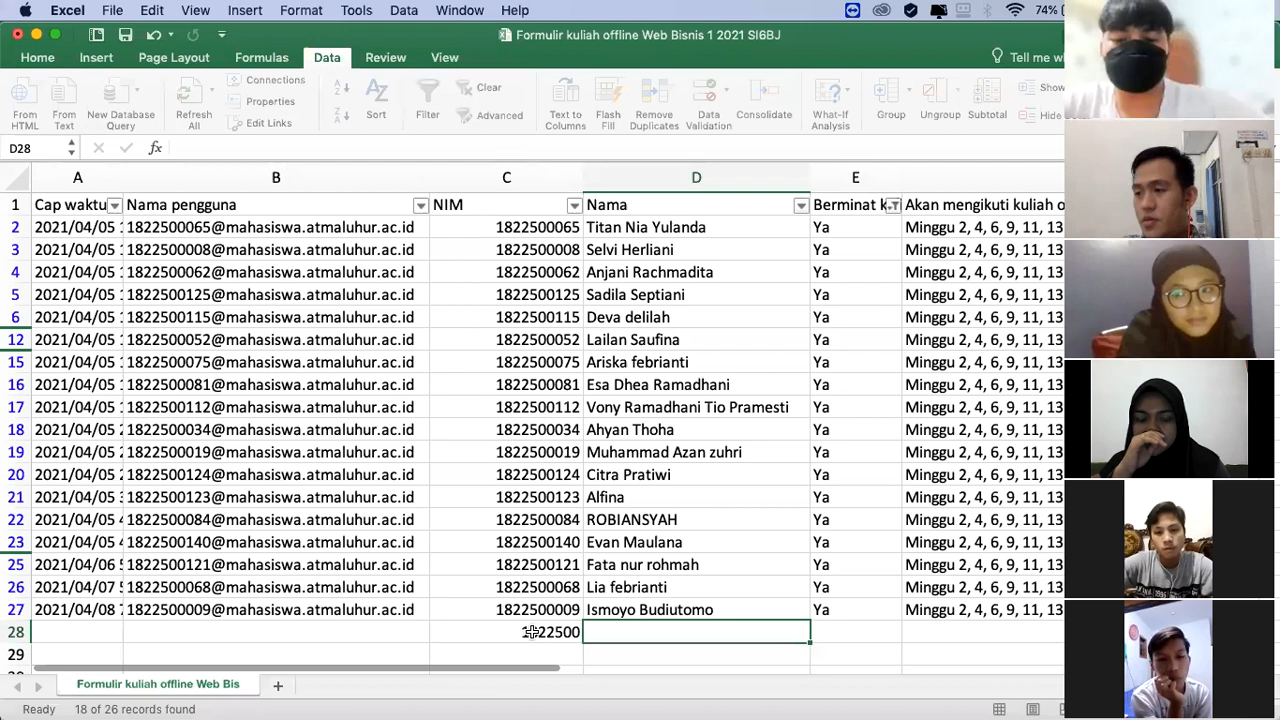 Excel File Edit View Insert Format Tools Data Window Help 74%
Formulir kuliah offline Web Bisnis 1 2021 SI6BJ
Home Insert Page Layout Formulas Data Review View Tell me
From HTML From Text New Database Query Refresh All Connections Properties Edit Links Sort Filter Clear Advanced Text to Columns Flash Fill Remove Duplicates Data Validation Consolidate What-If Analysis Group Ungroup Subtotal Hide
D28 fx
A B C D E
1 Cap waktu Nama pengguna NIM Nama Berminat k Akan mengikuti kuliah o
2 2021/04/05 1 1822500065@mahasiswa.atmaluhur.ac.id 1822500065 Titan Nia Yulanda Ya Minggu 2, 4, 6, 9, 11, 13
3 2021/04/05 1 1822500008@mahasiswa.atmaluhur.ac.id 1822500008 Selvi Herliani Ya Minggu 2, 4, 6, 9, 11, 13
4 2021/04/05 1 1822500062@mahasiswa.atmaluhur.ac.id 1822500062 Anjani Rachmadita Ya Minggu 2, 4, 6, 9, 11, 13
5 2021/04/05 1 1822500125@mahasiswa.atmaluhur.ac.id 1822500125 Sadila Septiani Ya Minggu 2, 4, 6, 9, 11, 13
6 2021/04/05 1 1822500115@mahasiswa.atmaluhur.ac.id 1822500115 Deva delilah Ya Minggu 2, 4, 6, 9, 11, 13
12 2021/04/05 1 1822500052@mahasiswa.atmaluhur.ac.id 1822500052 Lailan Saufina Ya Minggu 2, 4, 6, 9, 11, 13
15 2021/04/05 1 1822500075@mahasiswa.atmaluhur.ac.id 1822500075 Ariska febrianti Ya Minggu 2, 4, 6, 9, 11, 13
16 2021/04/05 1 1822500081@mahasiswa.atmaluhur.ac.id 1822500081 Esa Dhea Ramadhani Ya Minggu 2, 4, 6, 9, 11, 13
17 2021/04/05 1 1822500112@mahasiswa.atmaluhur.ac.id 1822500112 Vony Ramadhani Tio Pramesti Ya Minggu 2, 4, 6, 9, 11, 13
18 2021/04/05 2 1822500034@mahasiswa.atmaluhur.ac.id 1822500034 Ahyan Thoha Ya Minggu 2, 4, 6, 9, 11, 13
19 2021/04/05 2 1822500019@mahasiswa.atmaluhur.ac.id 1822500019 Muhammad Azan zuhri Ya Minggu 2, 4, 6, 9, 11, 13
20 2021/04/05 2 1822500124@mahasiswa.atmaluhur.ac.id 1822500124 Citra Pratiwi Ya Minggu 2, 4, 6, 9, 11, 13
21 2021/04/05 3 1822500123@mahasiswa.atmaluhur.ac.id 1822500123 Alfina Ya Minggu 2, 4, 6, 9, 11, 13
22 2021/04/05 4 1822500084@mahasiswa.atmaluhur.ac.id 1822500084 ROBIANSYAH Ya Minggu 2, 4, 6, 9, 11, 13
23 2021/04/05 4 1822500140@mahasiswa.atmaluhur.ac.id 1822500140 Evan Maulana Ya Minggu 2, 4, 6, 9, 11, 13
25 2021/04/06 5 1822500121@mahasiswa.atmaluhur.ac.id 1822500121 Fata nur rohmah Ya Minggu 2, 4, 6, 9, 11, 13
26 2021/04/07 5 1822500068@mahasiswa.atmaluhur.ac.id 1822500068 Lia febrianti Ya Minggu 2, 4, 6, 9, 11, 13
27 2021/04/08 7 1822500009@mahasiswa.atmaluhur.ac.id 1822500009 Ismoyo Budiutomo Ya Minggu 2, 4, 6, 9, 11, 13
28
29
Formulir kuliah offline Web Bis
Ready 18 of 26 records found